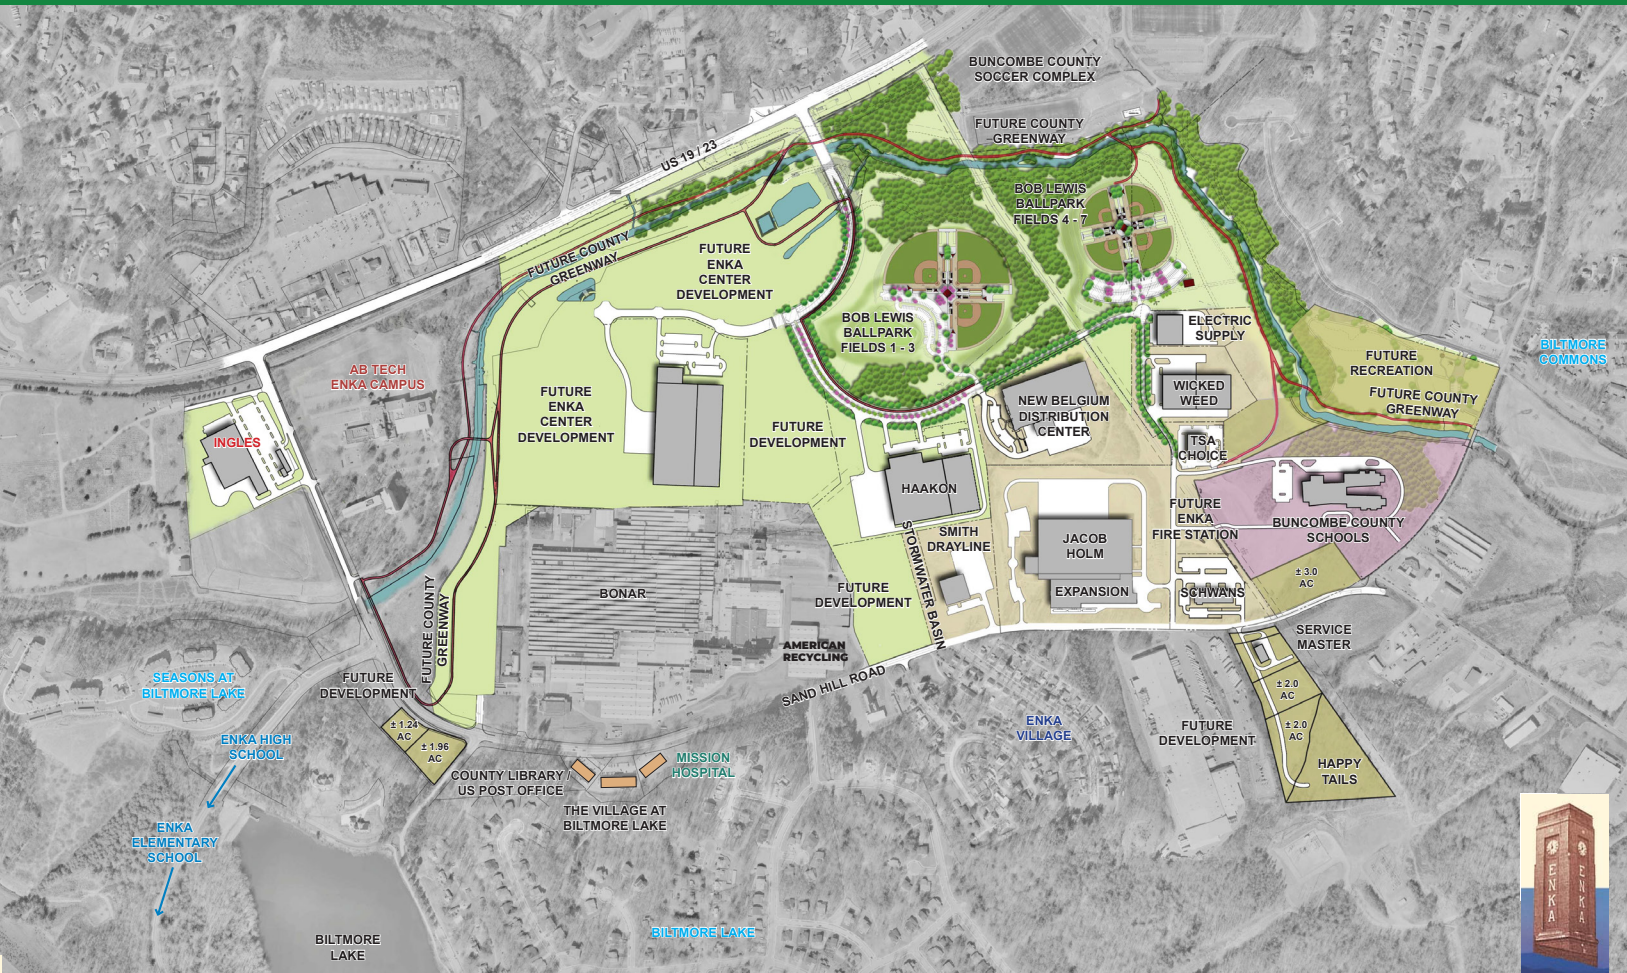 BUNCOMBE COUNTY
SOCCER COMPLEX
FUTURE COUNTY
GREENWAY
US 19 / 23
BOB LEWIS
BALLPARK
FIELDS 4 - 7
FUTURE COUNTY
GREENWAY
FUTURE
ENKA
CENTER
DEVELOPMENT
BOB LEWIS
BALLPARK
FIELDS 1 - 3
ELECTRIC
SUPPLY
BILTMORE
COMMONS
FUTURE
RECREATION
FUTURE COUNTY
GREENWAY
AB TECH
ENKA CAMPUS
FUTURE
ENKA
CENTER
DEVELOPMENT
FUTURE
DEVELOPMENT
NEW BELGIUM
DISTRIBUTION
CENTER
WICKED
WEED
INGLES
TSA
CHOICE
HAAKON
FUTURE
ENKA
FIRE STATION
BUNCOMBE COUNTY
SCHOOLS
STORMWATER BASIN
SMITH
DRAYLINE
JACOB
HOLM
EXPANSION
± 3.0
AC
SCHWANS
FUTURE COUNTY
GREENWAY
BONAR
FUTURE
DEVELOPMENT
AMERICAN
RECYCLING
SAND HILL ROAD
SERVICE
MASTER
SEASONS AT
BILTMORE LAKE
FUTURE
DEVELOPMENT
± 1.24
AC
± 1.96
AC
± 2.0
AC
± 2.0
AC
ENKA
VILLAGE
FUTURE
DEVELOPMENT
HAPPY
TAILS
ENKA HIGH
SCHOOL
COUNTY LIBRARY /
US POST OFFICE
MISSION
HOSPITAL
THE VILLAGE AT
BILTMORE LAKE
ENKA
ELEMENTARY
SCHOOL
BILTMORE
LAKE
BILTMORE LAKE
ENKA
ENKA